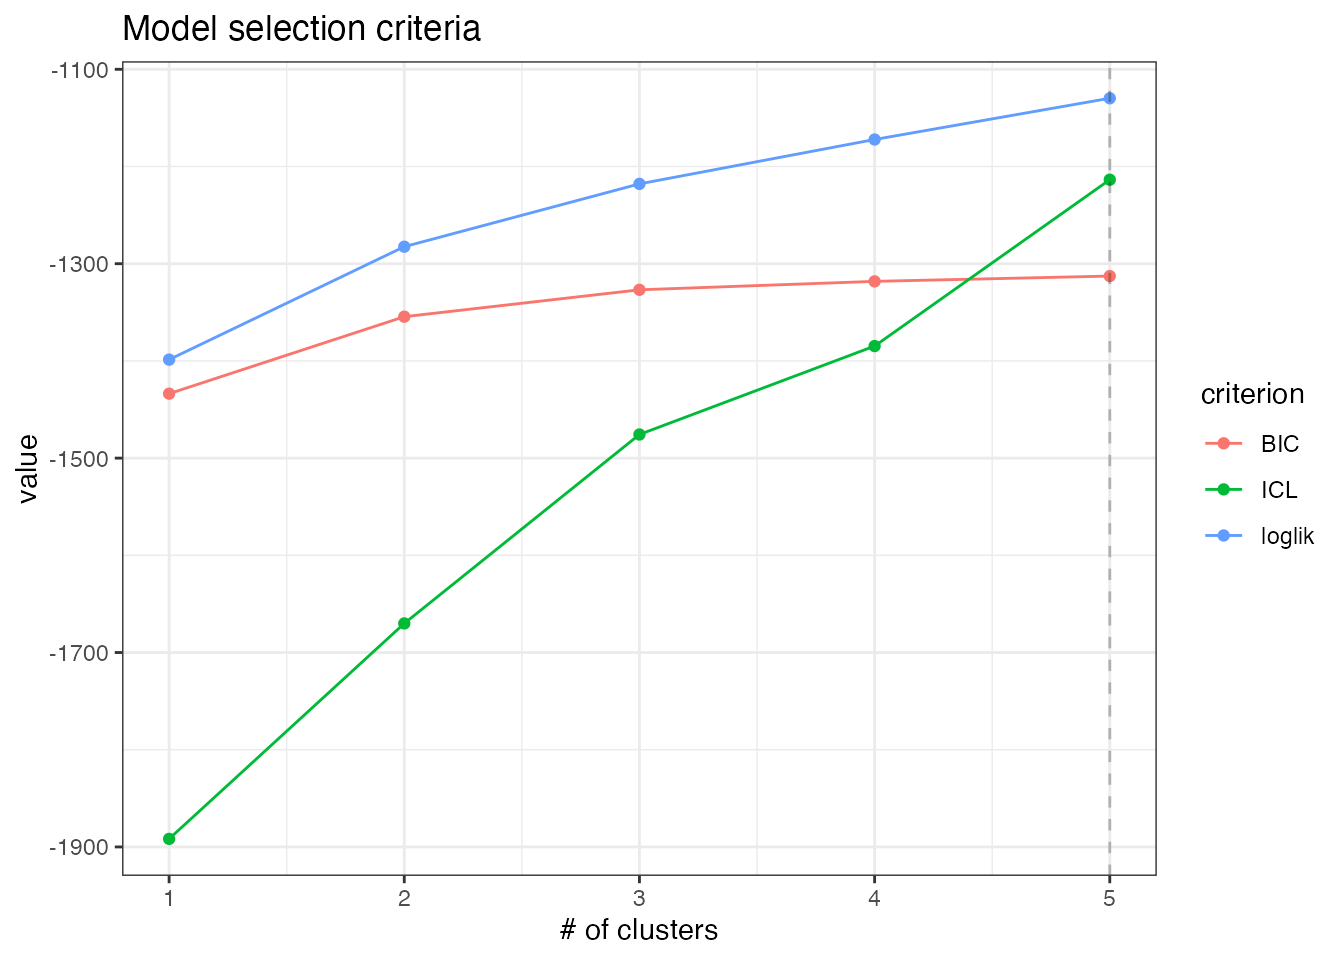 Model selection criteria
-1100
-1300
-1500
-1700
-1900
value
1 2 3 4 5
# of clusters
criterion
BIC
ICL
loglik